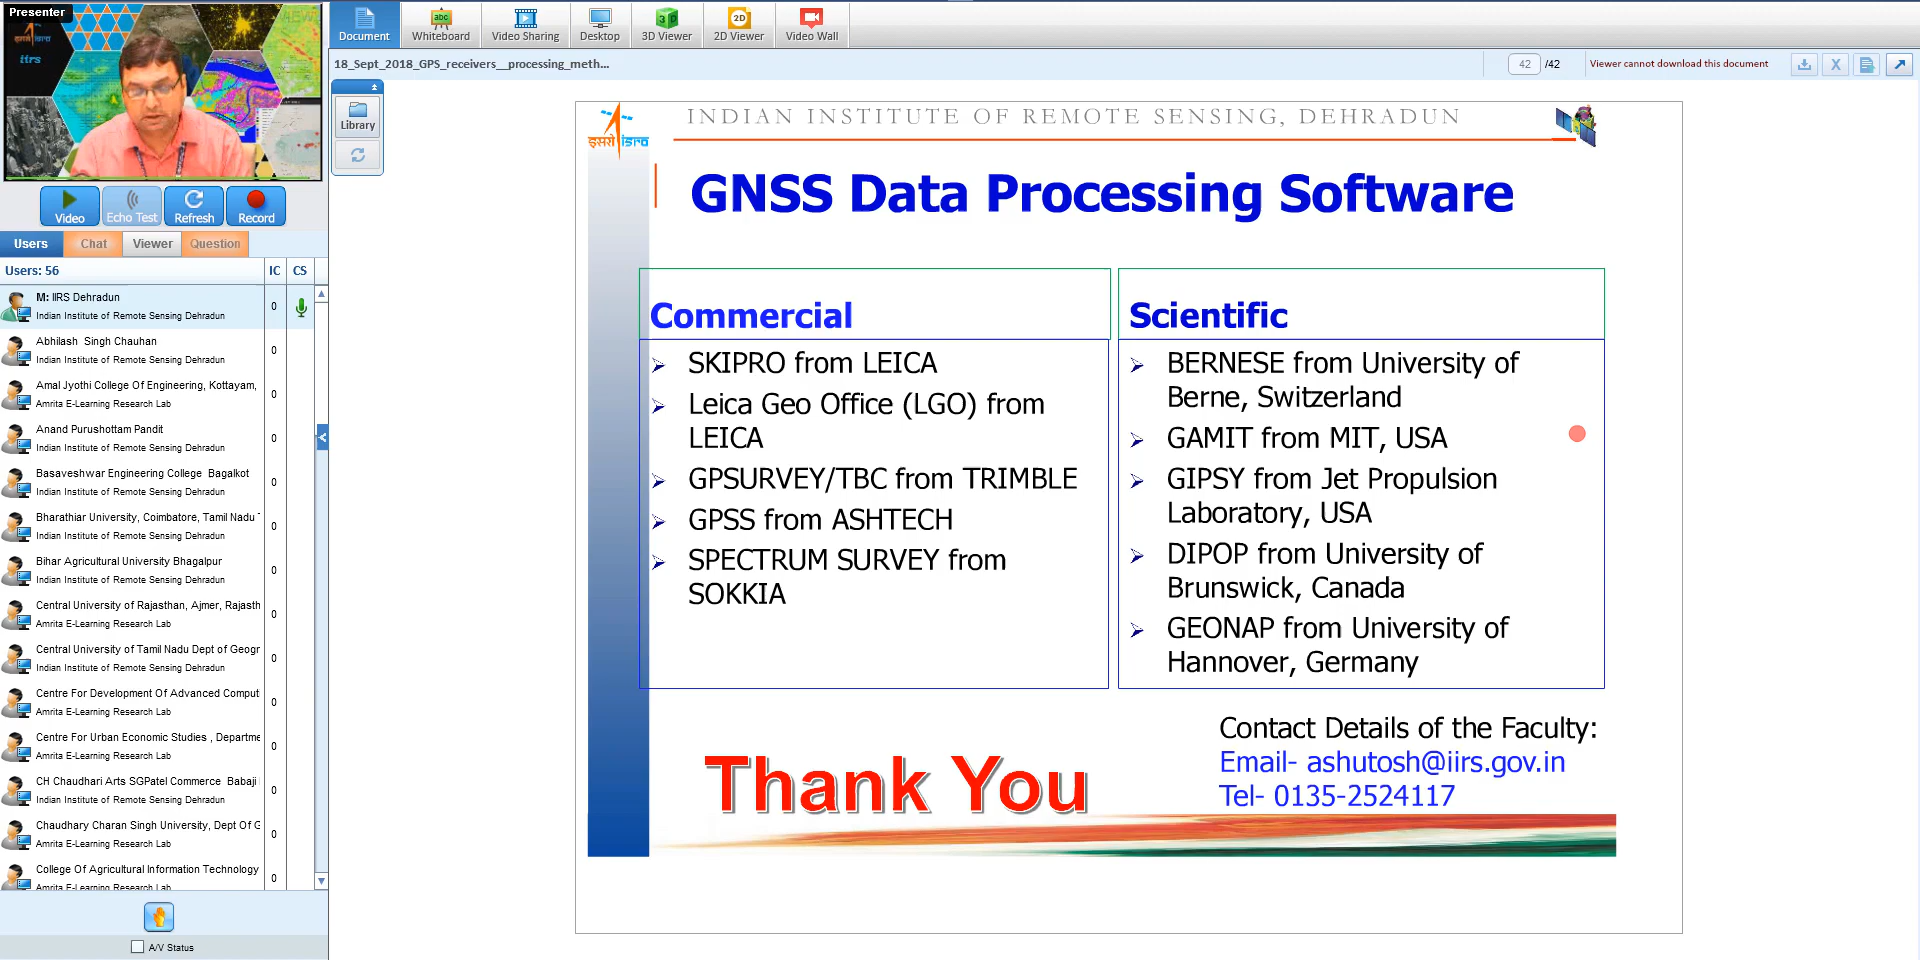 Presenter
iirs
Document
Whiteboard
Video Sharing
Desktop
3D Viewer
2D Viewer
Video Wall
18_Sept_2018_GPS_receivers__processing_meth...
42 /42
Viewer cannot download this document
Library
Video
Echo Test
Refresh
Record
Users
Chat
Viewer
Question
Users: 56
IC
CS
M: IIRS Dehradun
Indian Institute of Remote Sensing Dehradun
0
Abhilash Singh Chauhan
Indian Institute of Remote Sensing Dehradun
0
Amal Jyothi College Of Engineering, Kottayam,
Amrita E-Learning Research Lab
0
Anand Purushottam Pandit
Indian Institute of Remote Sensing Dehradun
0
Basaveshwar Engineering College Bagalkot
Indian Institute of Remote Sensing Dehradun
0
Bharathiar University, Coimbatore, Tamil Nadu
Indian Institute of Remote Sensing Dehradun
0
Bihar Agricultural University Bhagalpur
Indian Institute of Remote Sensing Dehradun
0
Central University of Rajasthan, Ajmer, Rajasth
Amrita E-Learning Research Lab
0
Central University of Tamil Nadu Dept of Geogr
Indian Institute of Remote Sensing Dehradun
0
Centre For Development Of Advanced Computi
Amrita E-Learning Research Lab
0
Centre For Urban Economic Studies , Departme
Amrita E-Learning Research Lab
0
CH Chaudhari Arts SGPatel Commerce Babaji
Indian Institute of Remote Sensing Dehradun
0
Chaudhary Charan Singh University, Dept Of G
Amrita E-Learning Research Lab
0
College Of Agricultural Information Technology
Amrita E-Learning Research Lab
0
A/V Status
इसरो isro
INDIAN INSTITUTE OF REMOTE SENSING, DEHRADUN
GNSS Data Processing Software
Commercial
➢ SKIPRO from LEICA
➢ Leica Geo Office (LGO) from
LEICA
➢ GPSURVEY/TBC from TRIMBLE
➢ GPSS from ASHTECH
➢ SPECTRUM SURVEY from
SOKKIA
Scientific
➢ BERNESE from University of
Berne, Switzerland
➢ GAMIT from MIT, USA
➢ GIPSY from Jet Propulsion
Laboratory, USA
➢ DIPOP from University of
Brunswick, Canada
➢ GEONAP from University of
Hannover, Germany
Thank You
Contact Details of the Faculty:
Email- ashutosh@iirs.gov.in
Tel- 0135-2524117